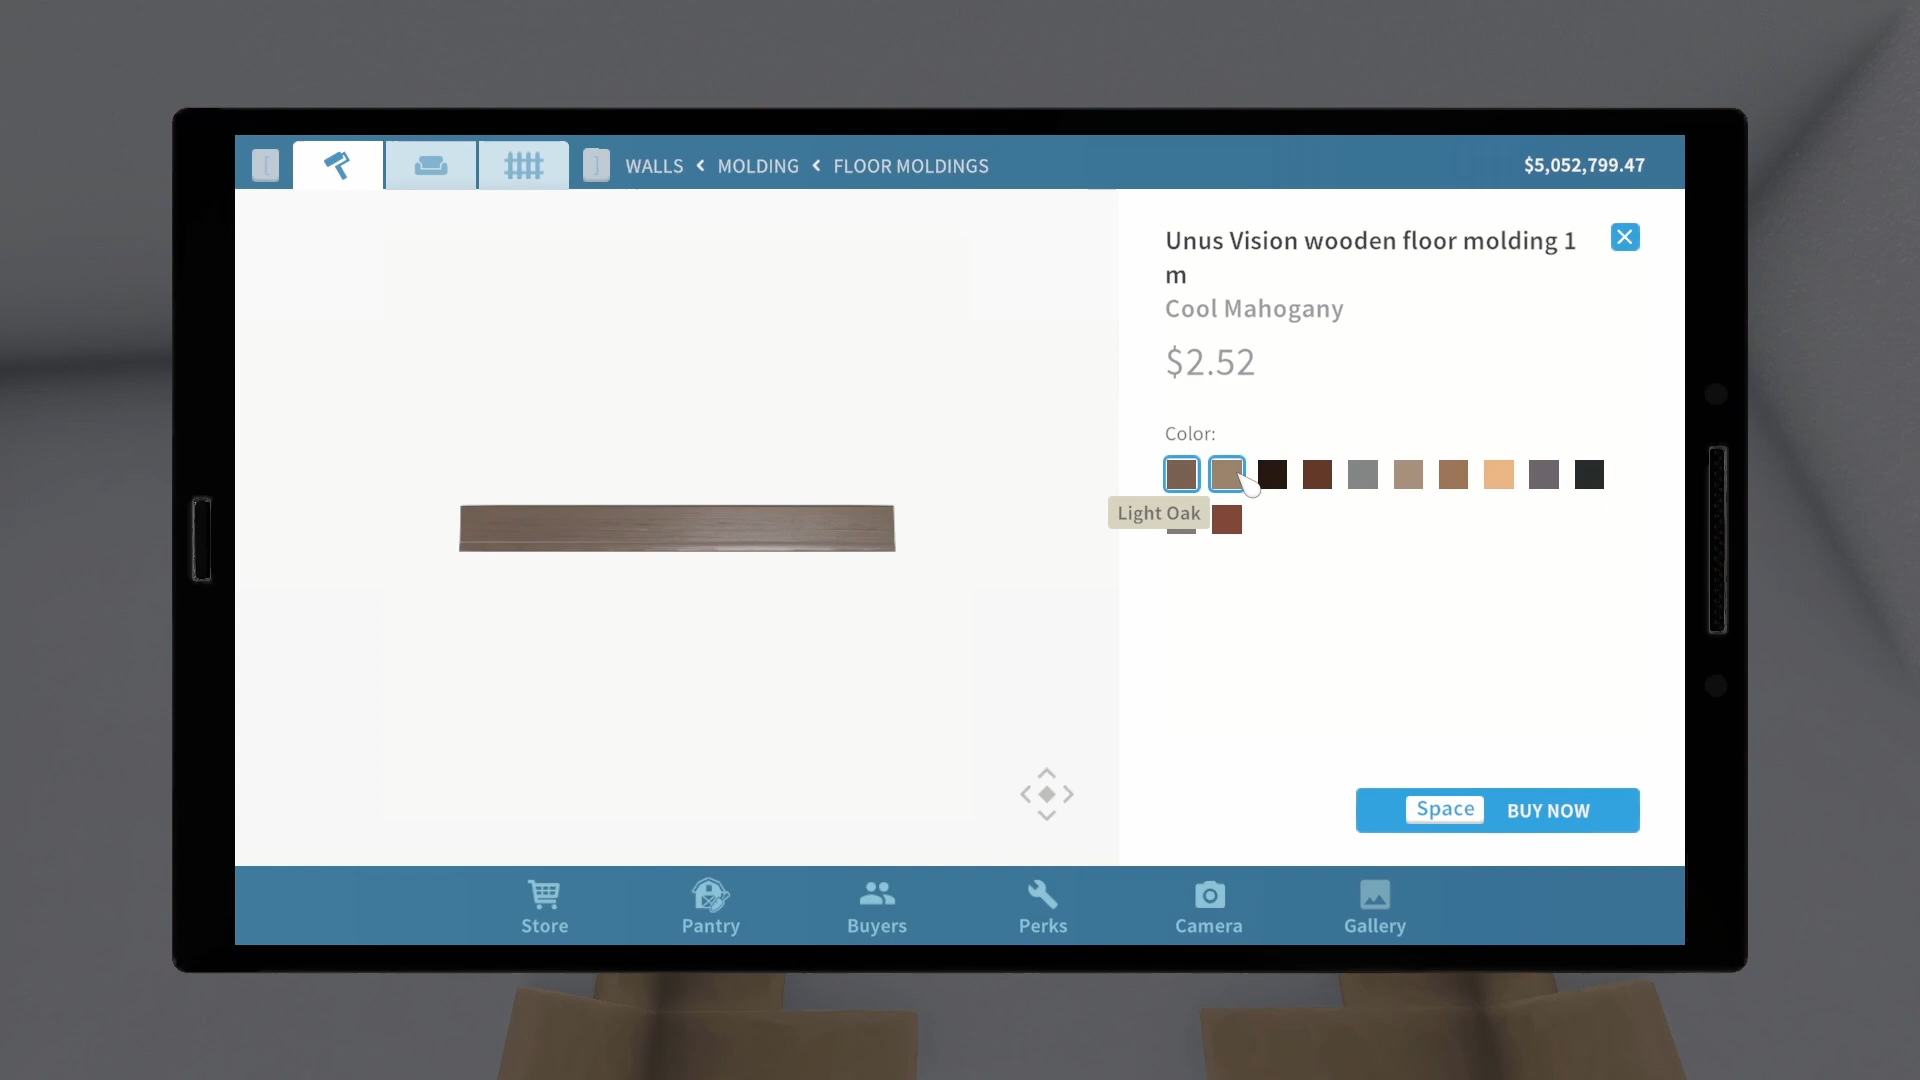 [ ] WALLS < MOLDING < FLOOR MOLDINGS $5,052,799.47
Unus Vision wooden floor molding 1
m
Cool Mahogany
$2.52
Color:
Light Oak
Space BUY NOW
Store Pantry Buyers Perks Camera Gallery